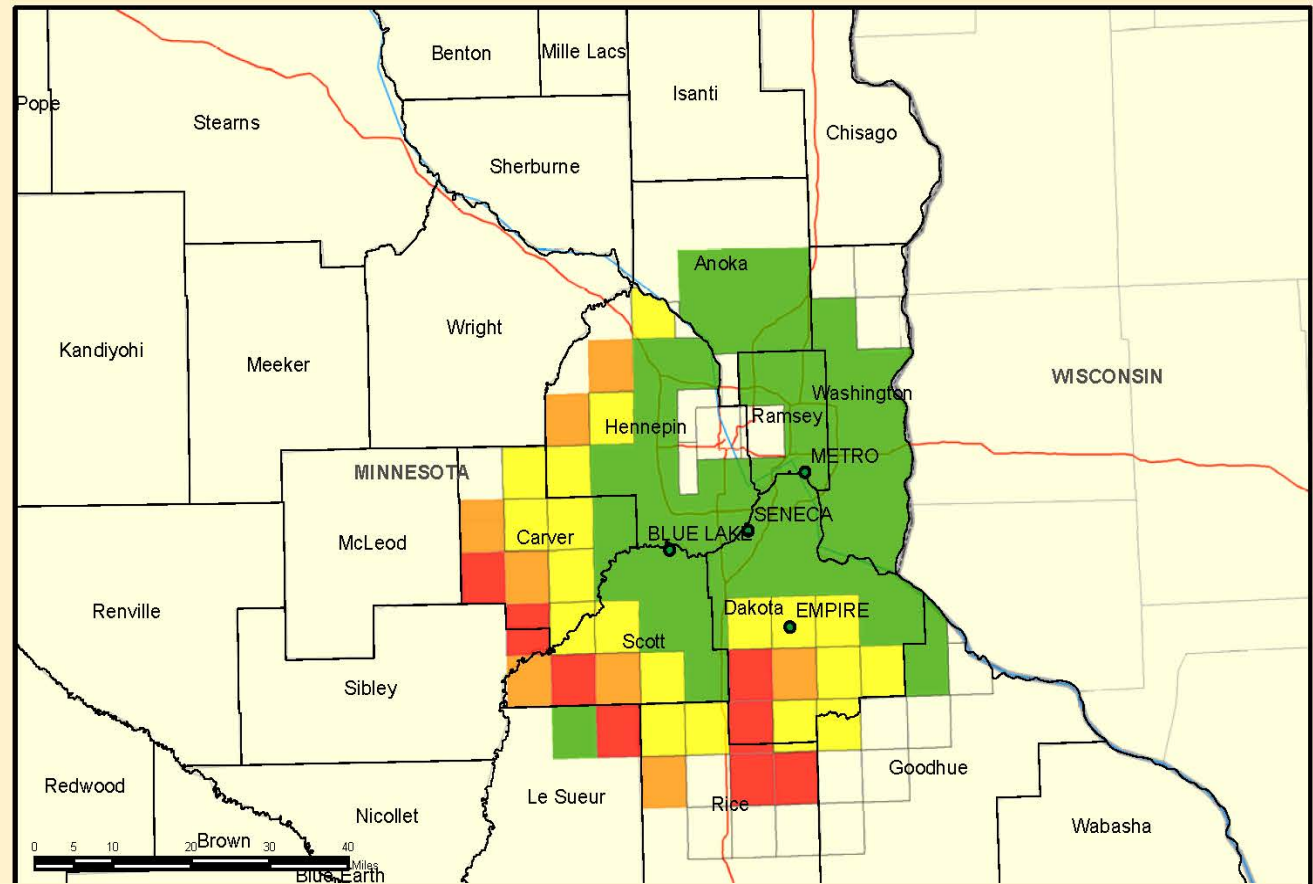 Benton
Mille Lacs
Isanti
Pope
Stearns
Chisago
Sherburne
Anoka
Wright
Kandiyohi
Meeker
WISCONSIN
Washington
Hennepin
Ramsey
METRO
MINNESOTA
SENECA
BLUE LAKE
Carver
McLeod
Renville
Dakota
EMPIRE
Scott
Sibley
Goodhue
Redwood
Le Sueur
Rice
Nicollet
Wabasha
Brown
0 5 10 20 30 40
Miles
Blue Earth